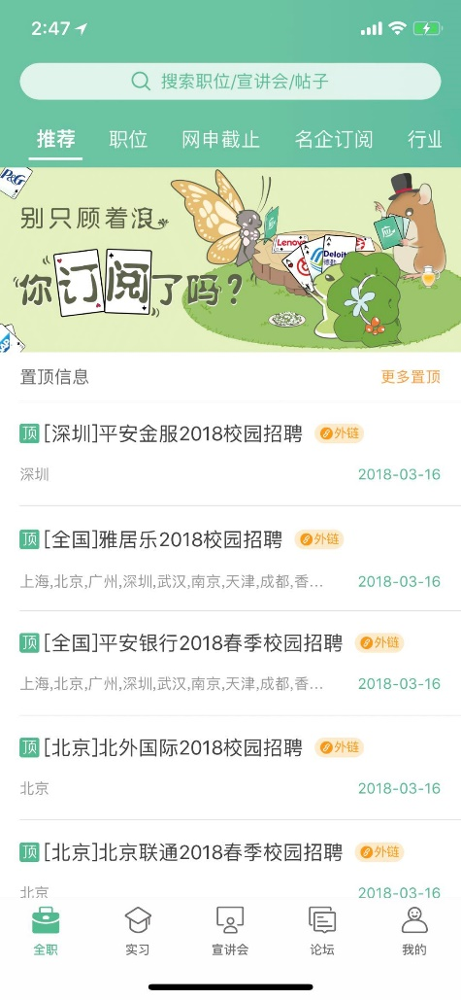 2:47
搜索职位/宣讲会/帖子
推荐 职位 网申截止 名企订阅 行业
P&G
别只顾着浪
Lenovo
Deloitte
你订阅了吗?
置顶信息 更多置顶
顶 [深圳]平安金服2018校园招聘 外链
深圳 2018-03-16
顶 [全国]雅居乐2018校园招聘 外链
上海,北京,广州,深圳,武汉,南京,天津,成都,香... 2018-03-16
顶 [全国]平安银行2018春季校园招聘 外链
上海,北京,广州,深圳,武汉,南京,天津,成都,香... 2018-03-16
顶 [北京]北外国际2018校园招聘 外链
北京 2018-03-16
顶 [北京]北京联通2018春季校园招聘 外链
北京 2018-03-16
全职 实习 宣讲会 论坛 我的